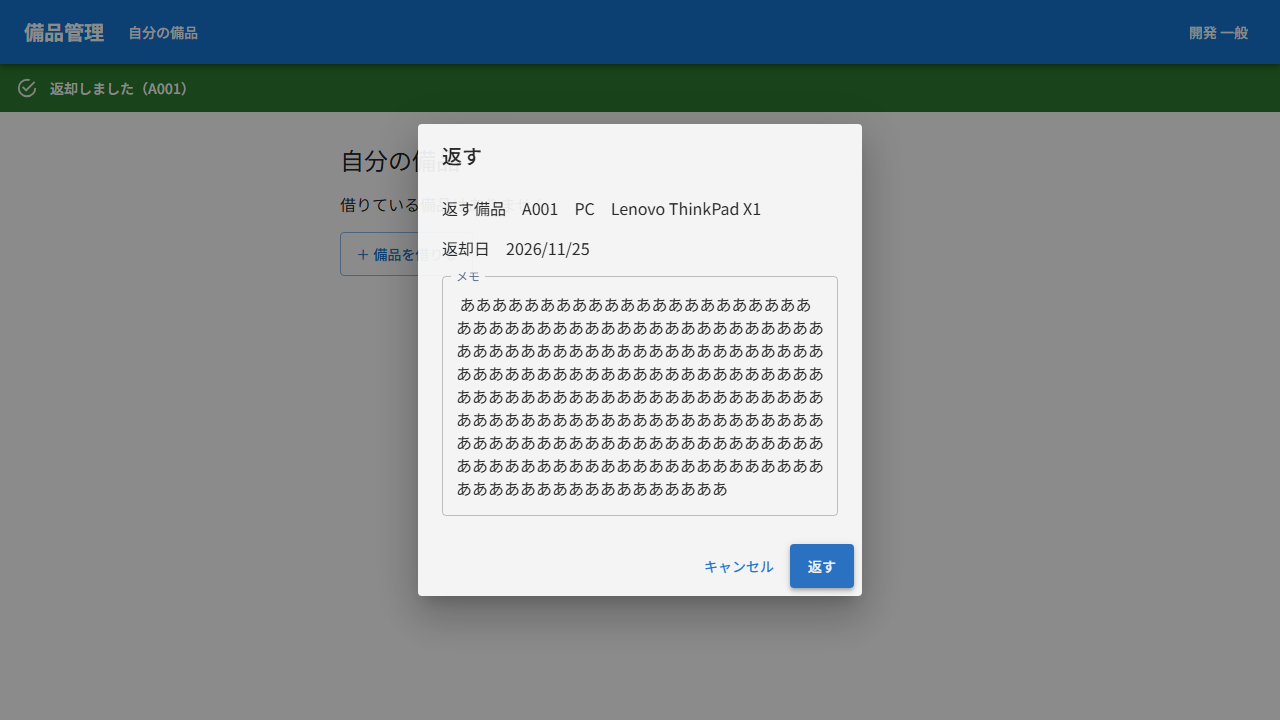 備品管理 自分の備品 開発 一般
返却しました（A001）
自分の備品
借りている備品
＋ 備品を借り
返す
返す備品　A001　PC　Lenovo ThinkPad X1
返却日　2026/11/25
メモ
ああああああああああああああああああああああ
あああああああああああああああああああああああ
あああああああああああああああああああああああ
あああああああああああああああああああああああ
あああああああああああああああああああああああ
あああああああああああああああああああああああ
あああああああああああああああああああああああ
あああああああああああああああああああああああ
あああああああああああああああああ
キャンセル 返す